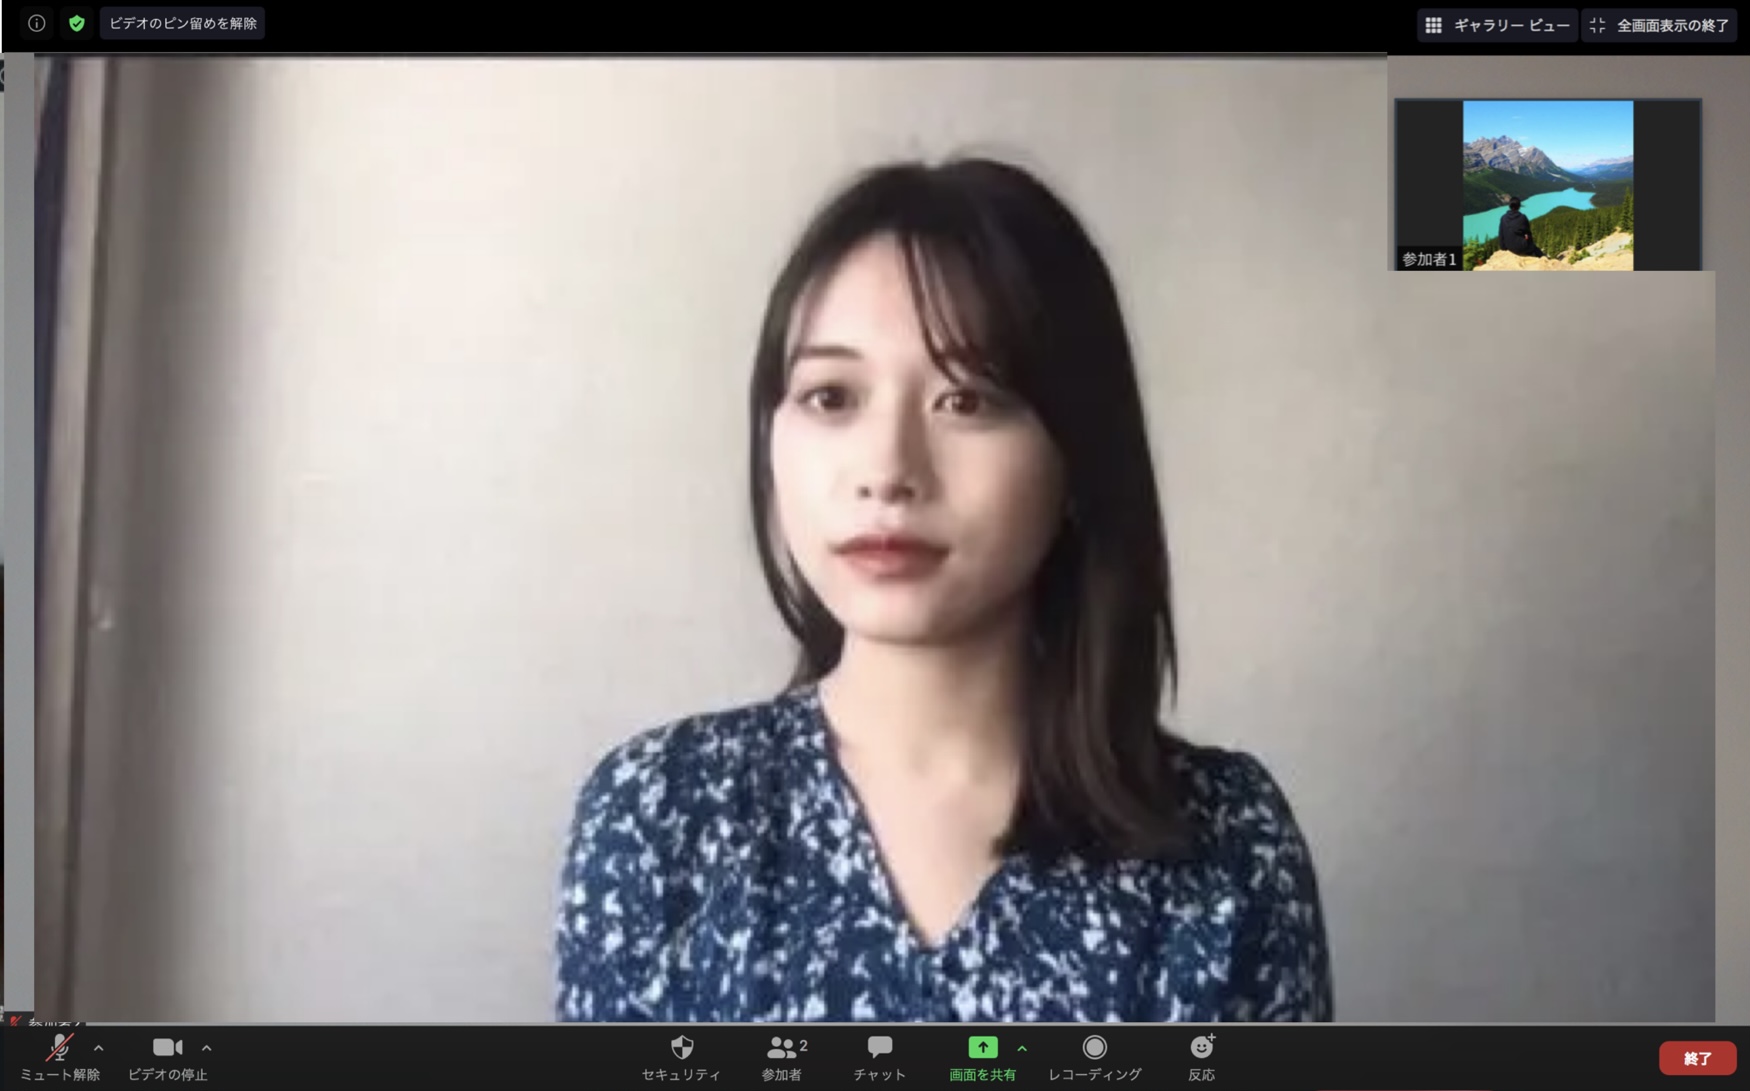 ビデオのピン留めを解除
ギャラリー ビュー
全画面表示の終了
参加者1
ミュート解除
ビデオの停止
セキュリティ
2
参加者
チャット
画面を共有
レコーディング
反応
終了